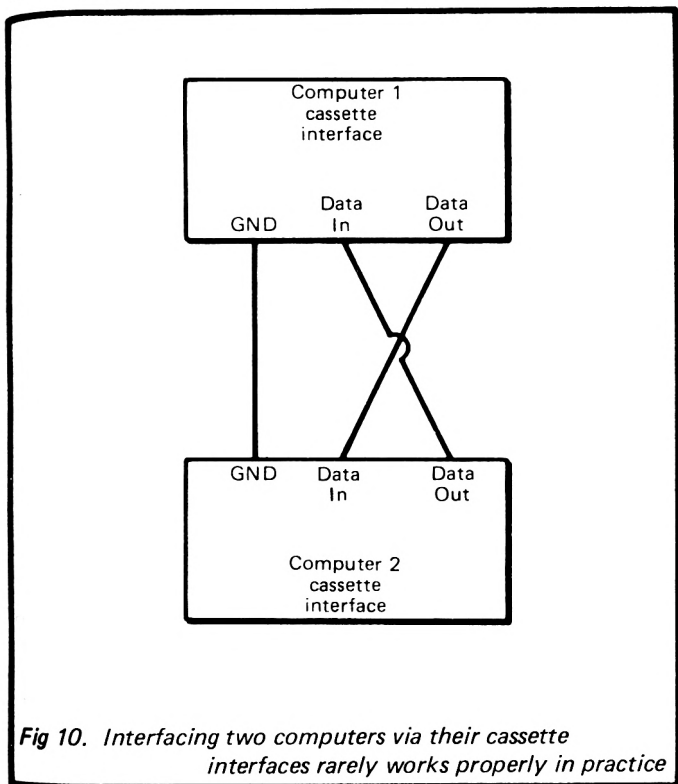 Computer 1
cassette
interface
Data Data
GND In Out
GND Data Data
In Out
Computer 2
cassette
interface
Fig 10. Interfacing two computers via their cassette
interfaces rarely works properly in practice